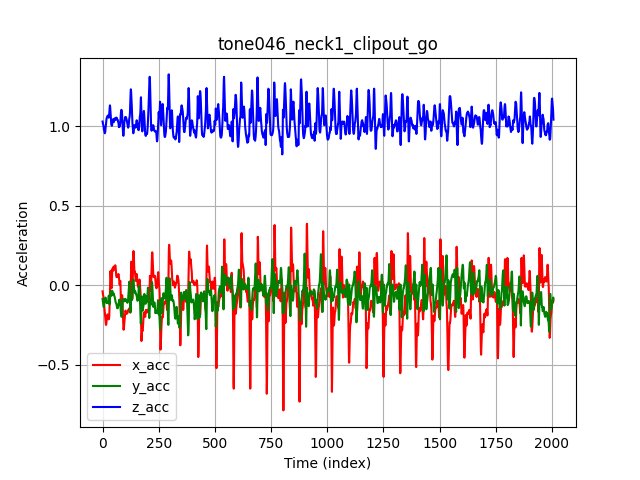 tone046_neck1_clipout_go
Acceleration
1.0
0.5
0.0
−0.5
x_acc
y_acc
z_acc
0 250 500 750 1000 1250 1500 1750 2000
Time (index)